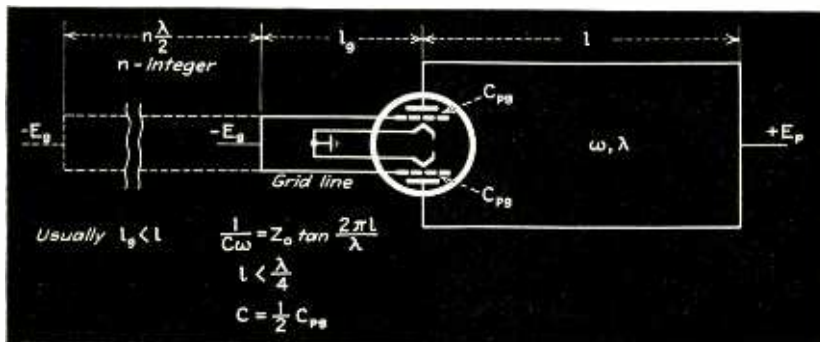 n λ/2 l_g l
n - Integer
C_pg
-E_g -E_g ω, λ +E_p
Grid line C_pg
Usually l_g < l 1/Cω = Z_o tan 2πl/λ
l < λ/4
C = 1/2 C_pg